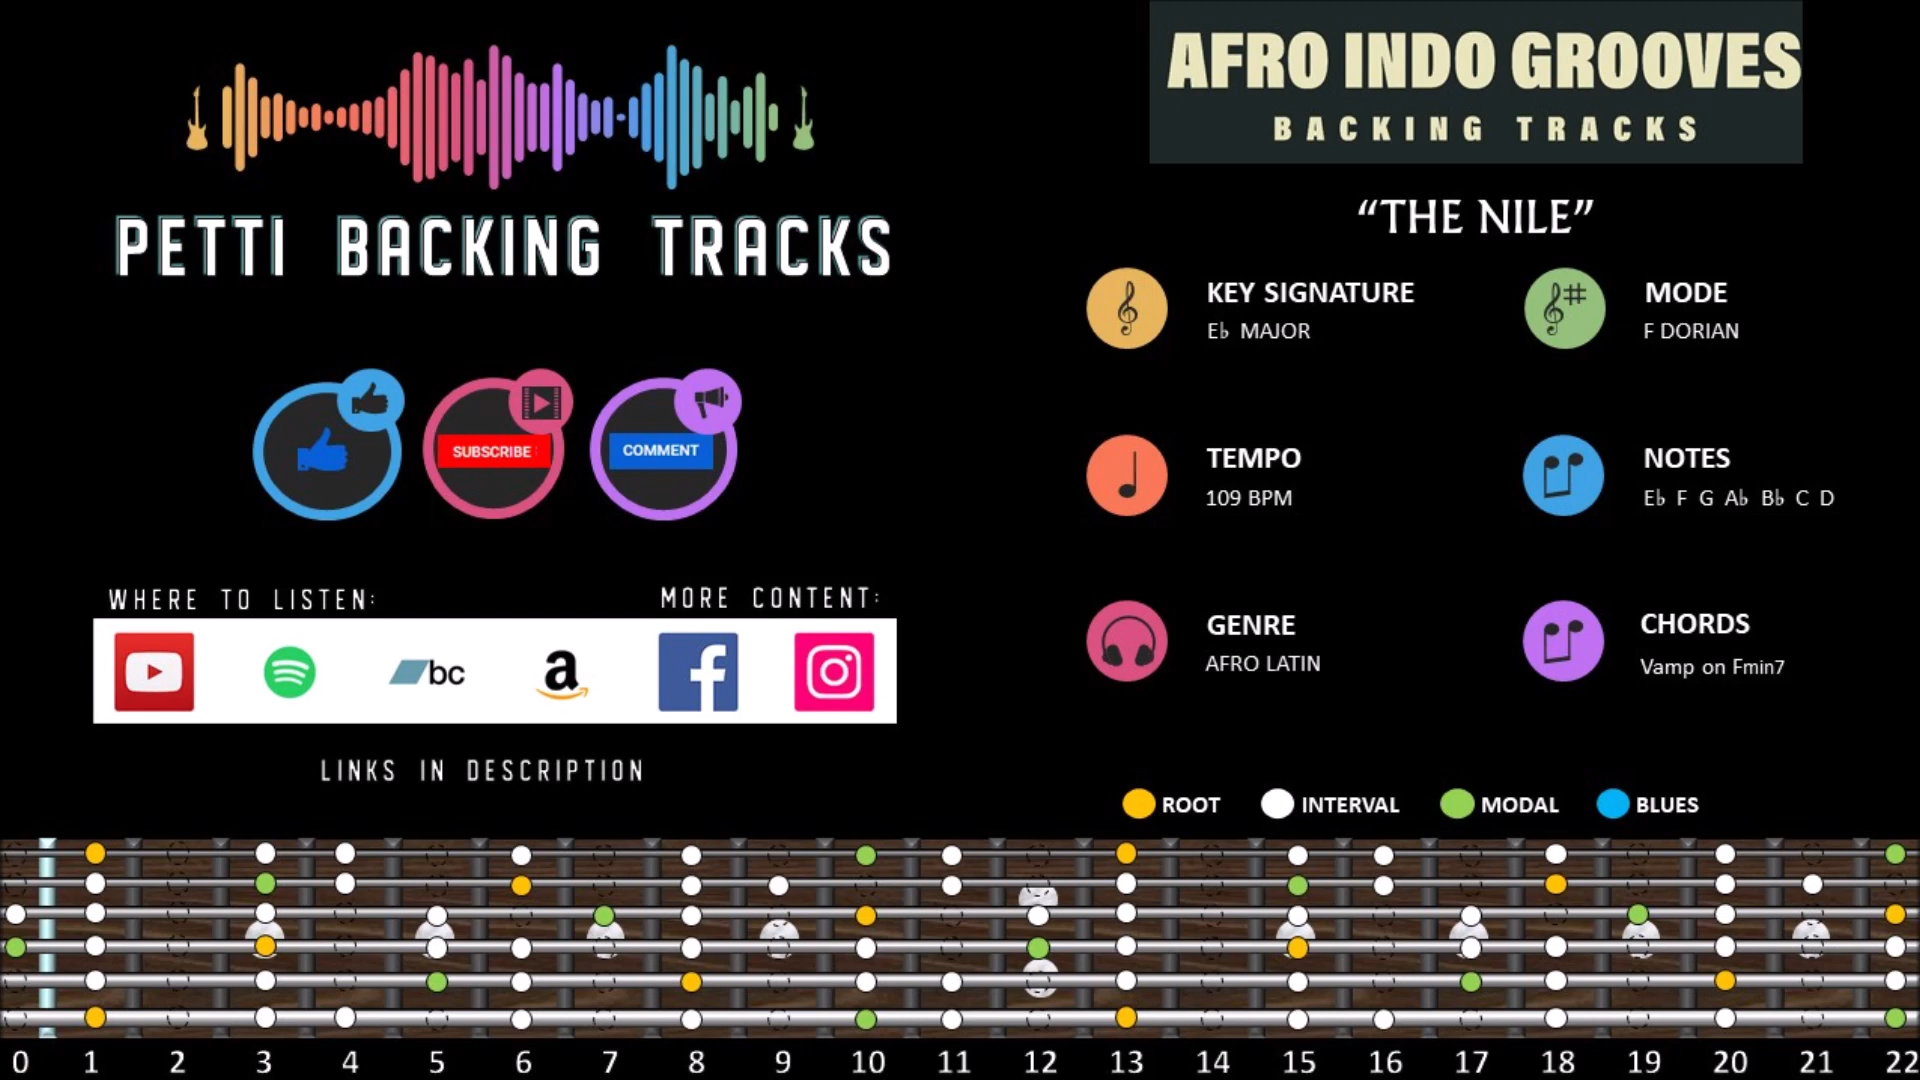 AFRO INDO GROOVES
BACKING TRACKS
PETTI BACKING TRACKS
“THE NILE”
KEY SIGNATURE
E♭ MAJOR
MODE
F DORIAN
TEMPO
109 BPM
NOTES
E♭ F G A♭ B♭ C D
SUBSCRIBE
COMMENT
GENRE
AFRO LATIN
CHORDS
Vamp on Fmin7
WHERE TO LISTEN:
MORE CONTENT:
bc
a
f
LINKS IN DESCRIPTION
ROOT INTERVAL MODAL BLUES
0 1 2 3 4 5 6 7 8 9 10 11 12 13 14 15 16 17 18 19 20 21 22